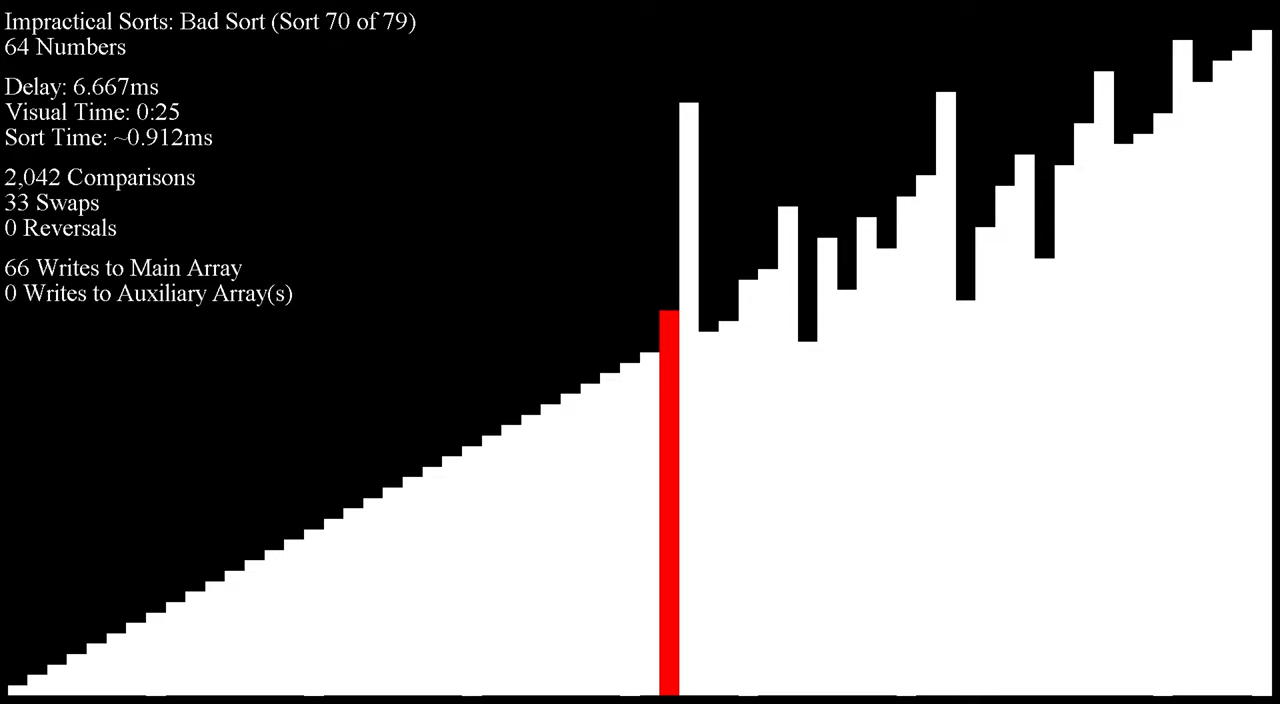 Impractical Sorts: Bad Sort (Sort 70 of 79)
64 Numbers
Delay: 6.667ms
Visual Time: 0:25
Sort Time: ~0.912ms
2,042 Comparisons
33 Swaps
0 Reversals
66 Writes to Main Array
0 Writes to Auxiliary Array(s)